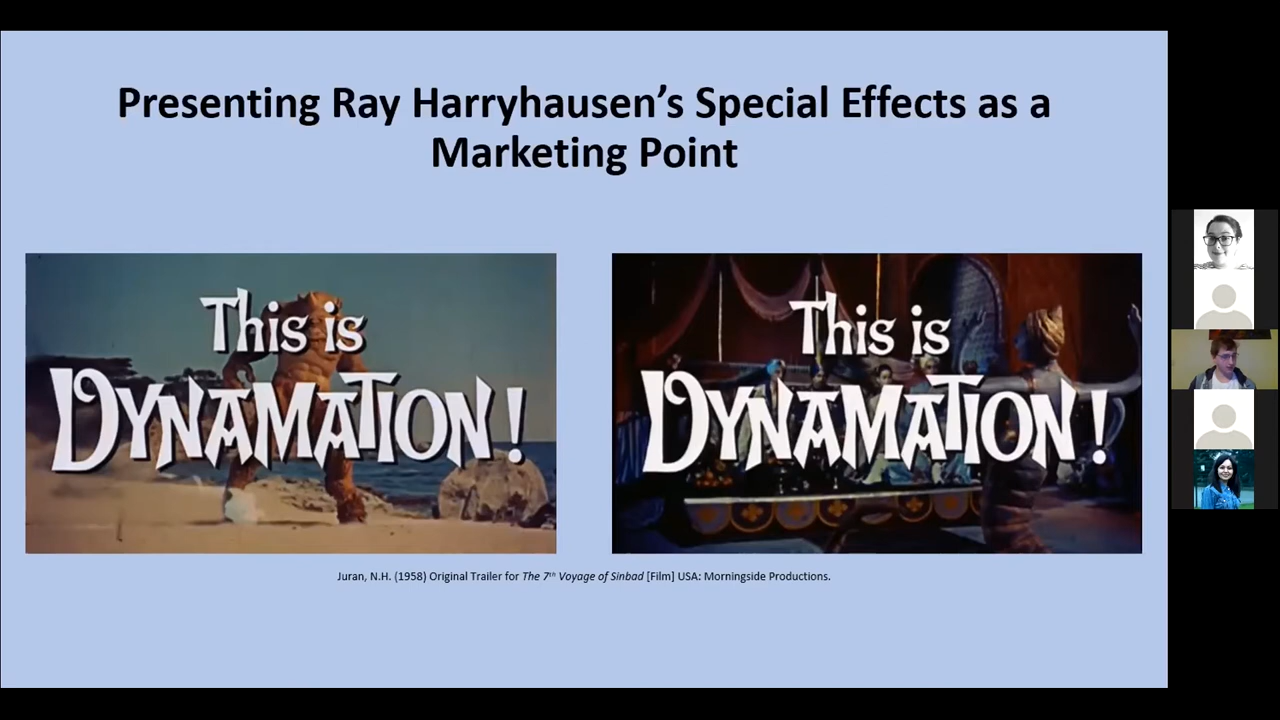 Presenting Ray Harryhausen’s Special Effects as a
Marketing Point
This is
DYNAMATION!
This is
DYNAMATION!
Juran, N.H. (1958) Original Trailer for The 7th Voyage of Sinbad [Film] USA: Morningside Productions.